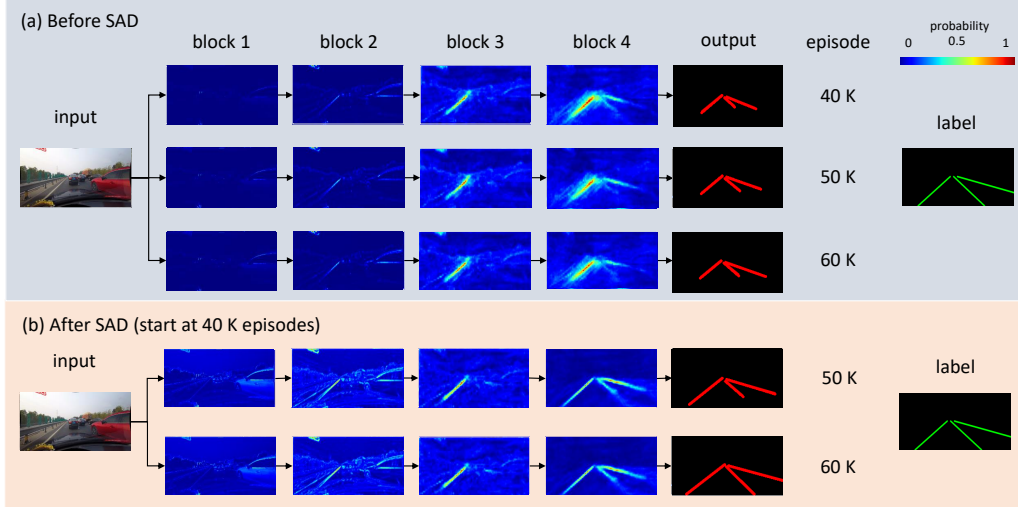 (a) Before SAD
block 1
block 2
block 3
block 4
output
episode
probability
0
0.5
1
input
40 K
label
50 K
60 K
(b) After SAD (start at 40 K episodes)
input
50 K
label
60 K